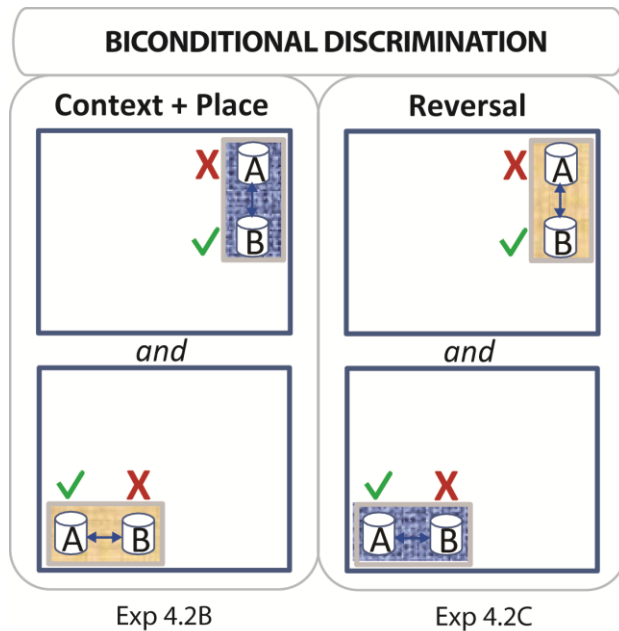 BICONDITIONAL DISCRIMINATION
Context + Place
A
B
and
A B
Exp 4.2B
Reversal
A
B
and
A B
Exp 4.2C